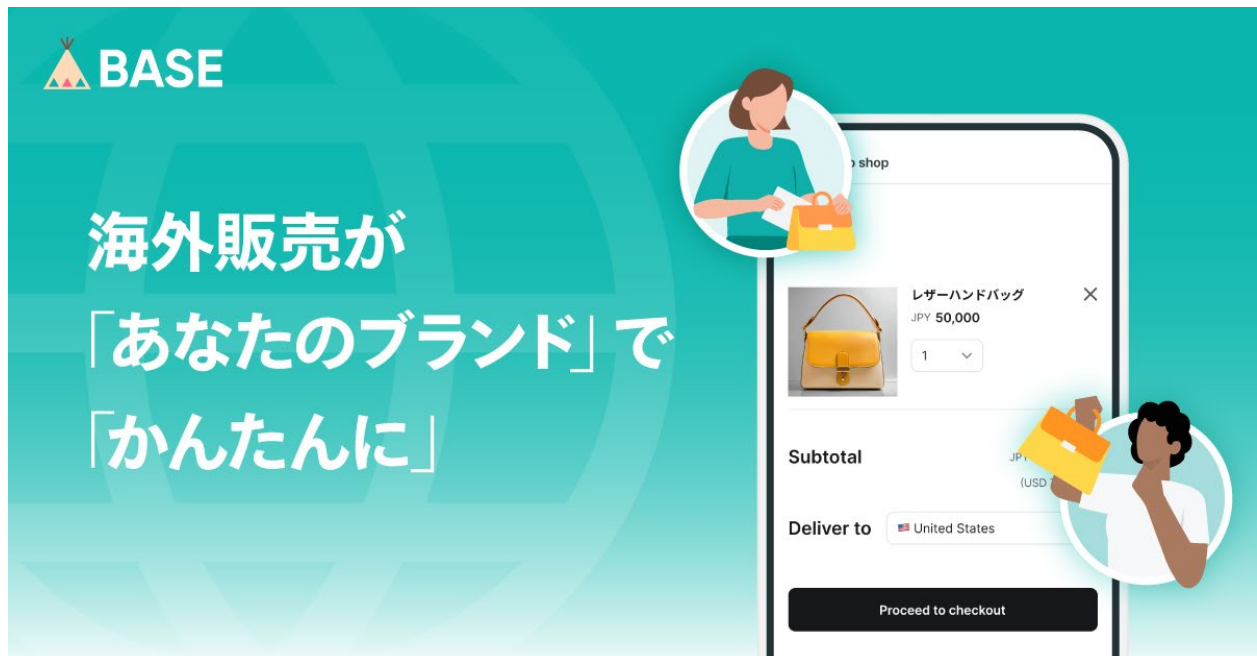 BASE
海外販売が
「あなたのブランド」で
「かんたんに」
shop
レザーハンドバッグ
JPY 50,000
1
Subtotal
(USD
Deliver to
United States
Proceed to checkout